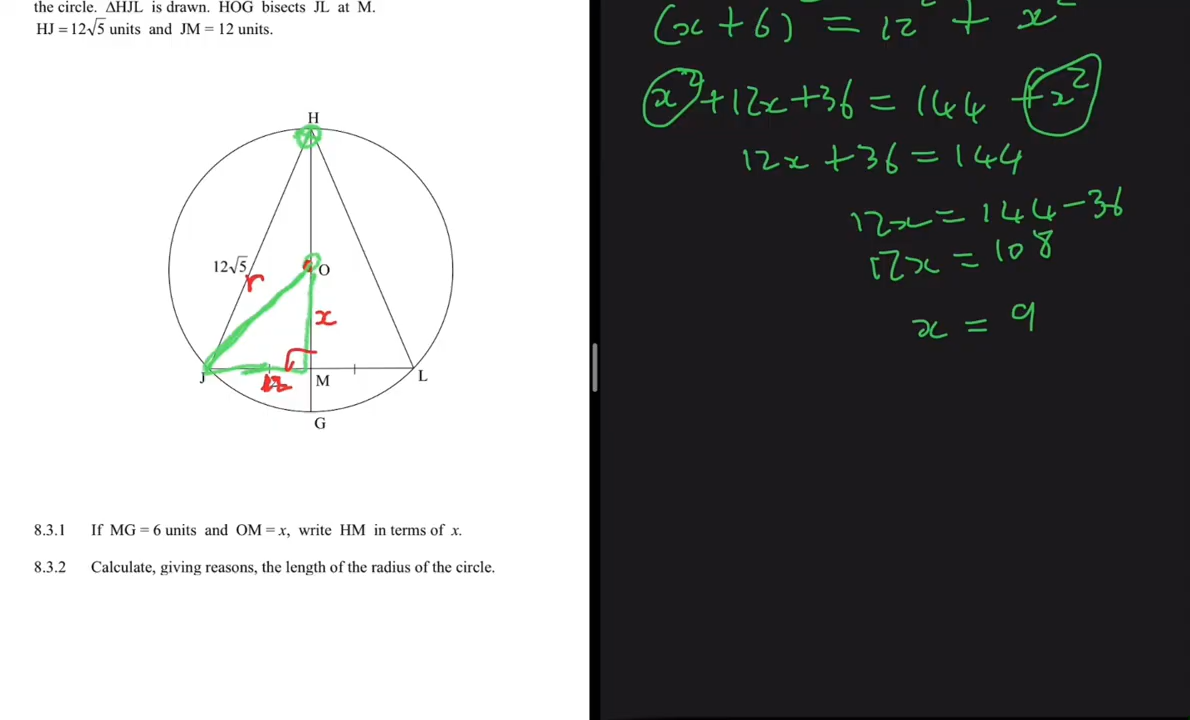 the circle. ΔHJL is drawn. HOG bisects JL at M.
HJ = 12√5 units and JM = 12 units.
H
12√5
r
O
x
J
12
M
L
G
8.3.1 If MG = 6 units and OM = x, write HM in terms of x.
8.3.2 Calculate, giving reasons, the length of the radius of the circle.
(x + 6)² = 12² + x²
x² + 12x + 36 = 144 + x²
12x + 36 = 144
12x = 144 - 36
12x = 108
x = 9